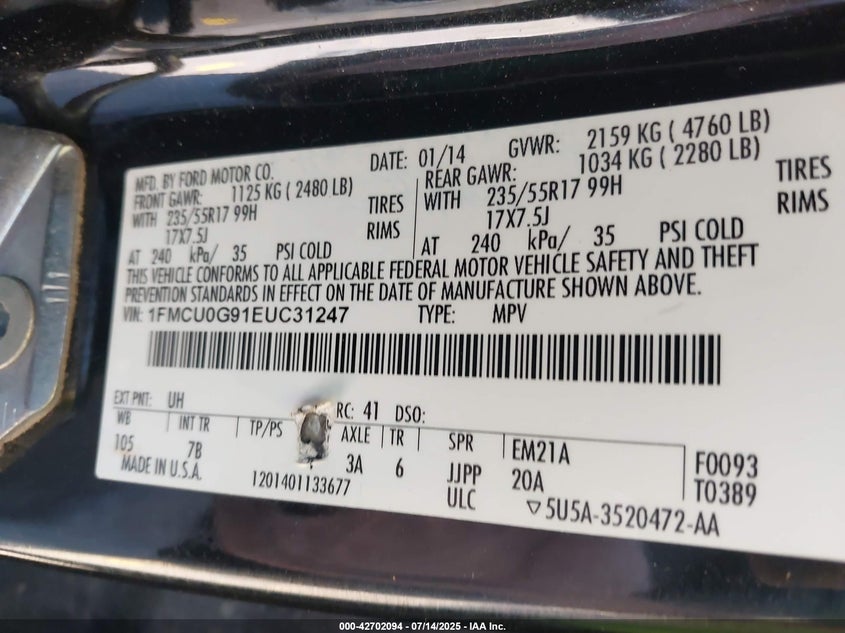 MFD. BY FORD MOTOR CO. DATE: 01/14 GVWR: 2159 KG ( 4760 LB)
FRONT GAWR: 1125 KG ( 2480 LB) REAR GAWR: 1034 KG ( 2280 LB)
WITH 235/55R17 99H TIRES WITH 235/55R17 99H TIRES
17X7.5J RIMS 17X7.5J RIMS
AT 240 kPa/ 35 PSI COLD AT 240 kPa/ 35 PSI COLD
THIS VEHICLE CONFORMS TO ALL APPLICABLE FEDERAL MOTOR VEHICLE SAFETY AND THEFT
PREVENTION STANDARDS IN EFFECT ON THE DATE OF MANUFACTURE SHOWN ABOVE.
VIN: 1FMCU0G91EUC31247 TYPE: MPV
EXT PNT: UH RC: 41 DSO:
WB INT TR TP/PS AXLE TR SPR EM21A F0093
105 7B 3A 6 JJPP 20A T0389
MADE IN U.S.A. 1201401133677 ULC ▽5U5A-3520472-AA
000-42702094 - 07/14/2025 - IAA Inc.